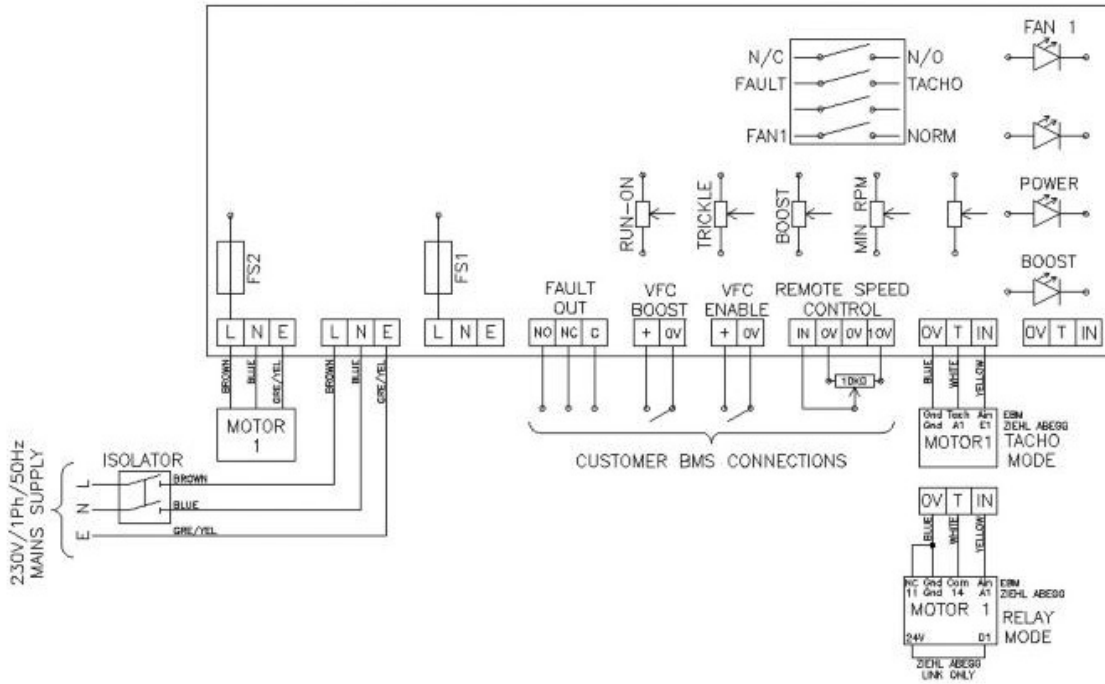 FAN 1
N/C N/O
FAULT TACHO
FAN1 NORM
POWER
BOOST
RUN-ON
TRICKLE
BOOST
MIN RPM
FS2
FS1
FAULT OUT
VFC BOOST
VFC ENABLE
REMOTE SPEED CONTROL
L N E
L N E
L N E
NO NC C
+ 0V
+ 0V
IN 0V 0V 10V
0V T IN
0V T IN
BROWN
BLUE
GRE/YEL
BROWN
BLUE
GRE/YEL
10KΩ
BLUE
WHITE
YELLOW
MOTOR 1
Gnd Tach Ain EBM
Gnd A1 E1 ZIEHL ABEGG
MOTOR1 TACHO MODE
CUSTOMER BMS CONNECTIONS
230V/1Ph/50Hz
MAINS SUPPLY
ISOLATOR
L
N
E
BROWN
BLUE
GRE/YEL
0V T IN
BLUE
WHITE
YELLOW
NC Gnd Com Ain EBM
11 Gnd 14 A1 ZIEHL ABEGG
MOTOR 1 RELAY MODE
24V D1
ZIEHL ABEGG
LINK ONLY